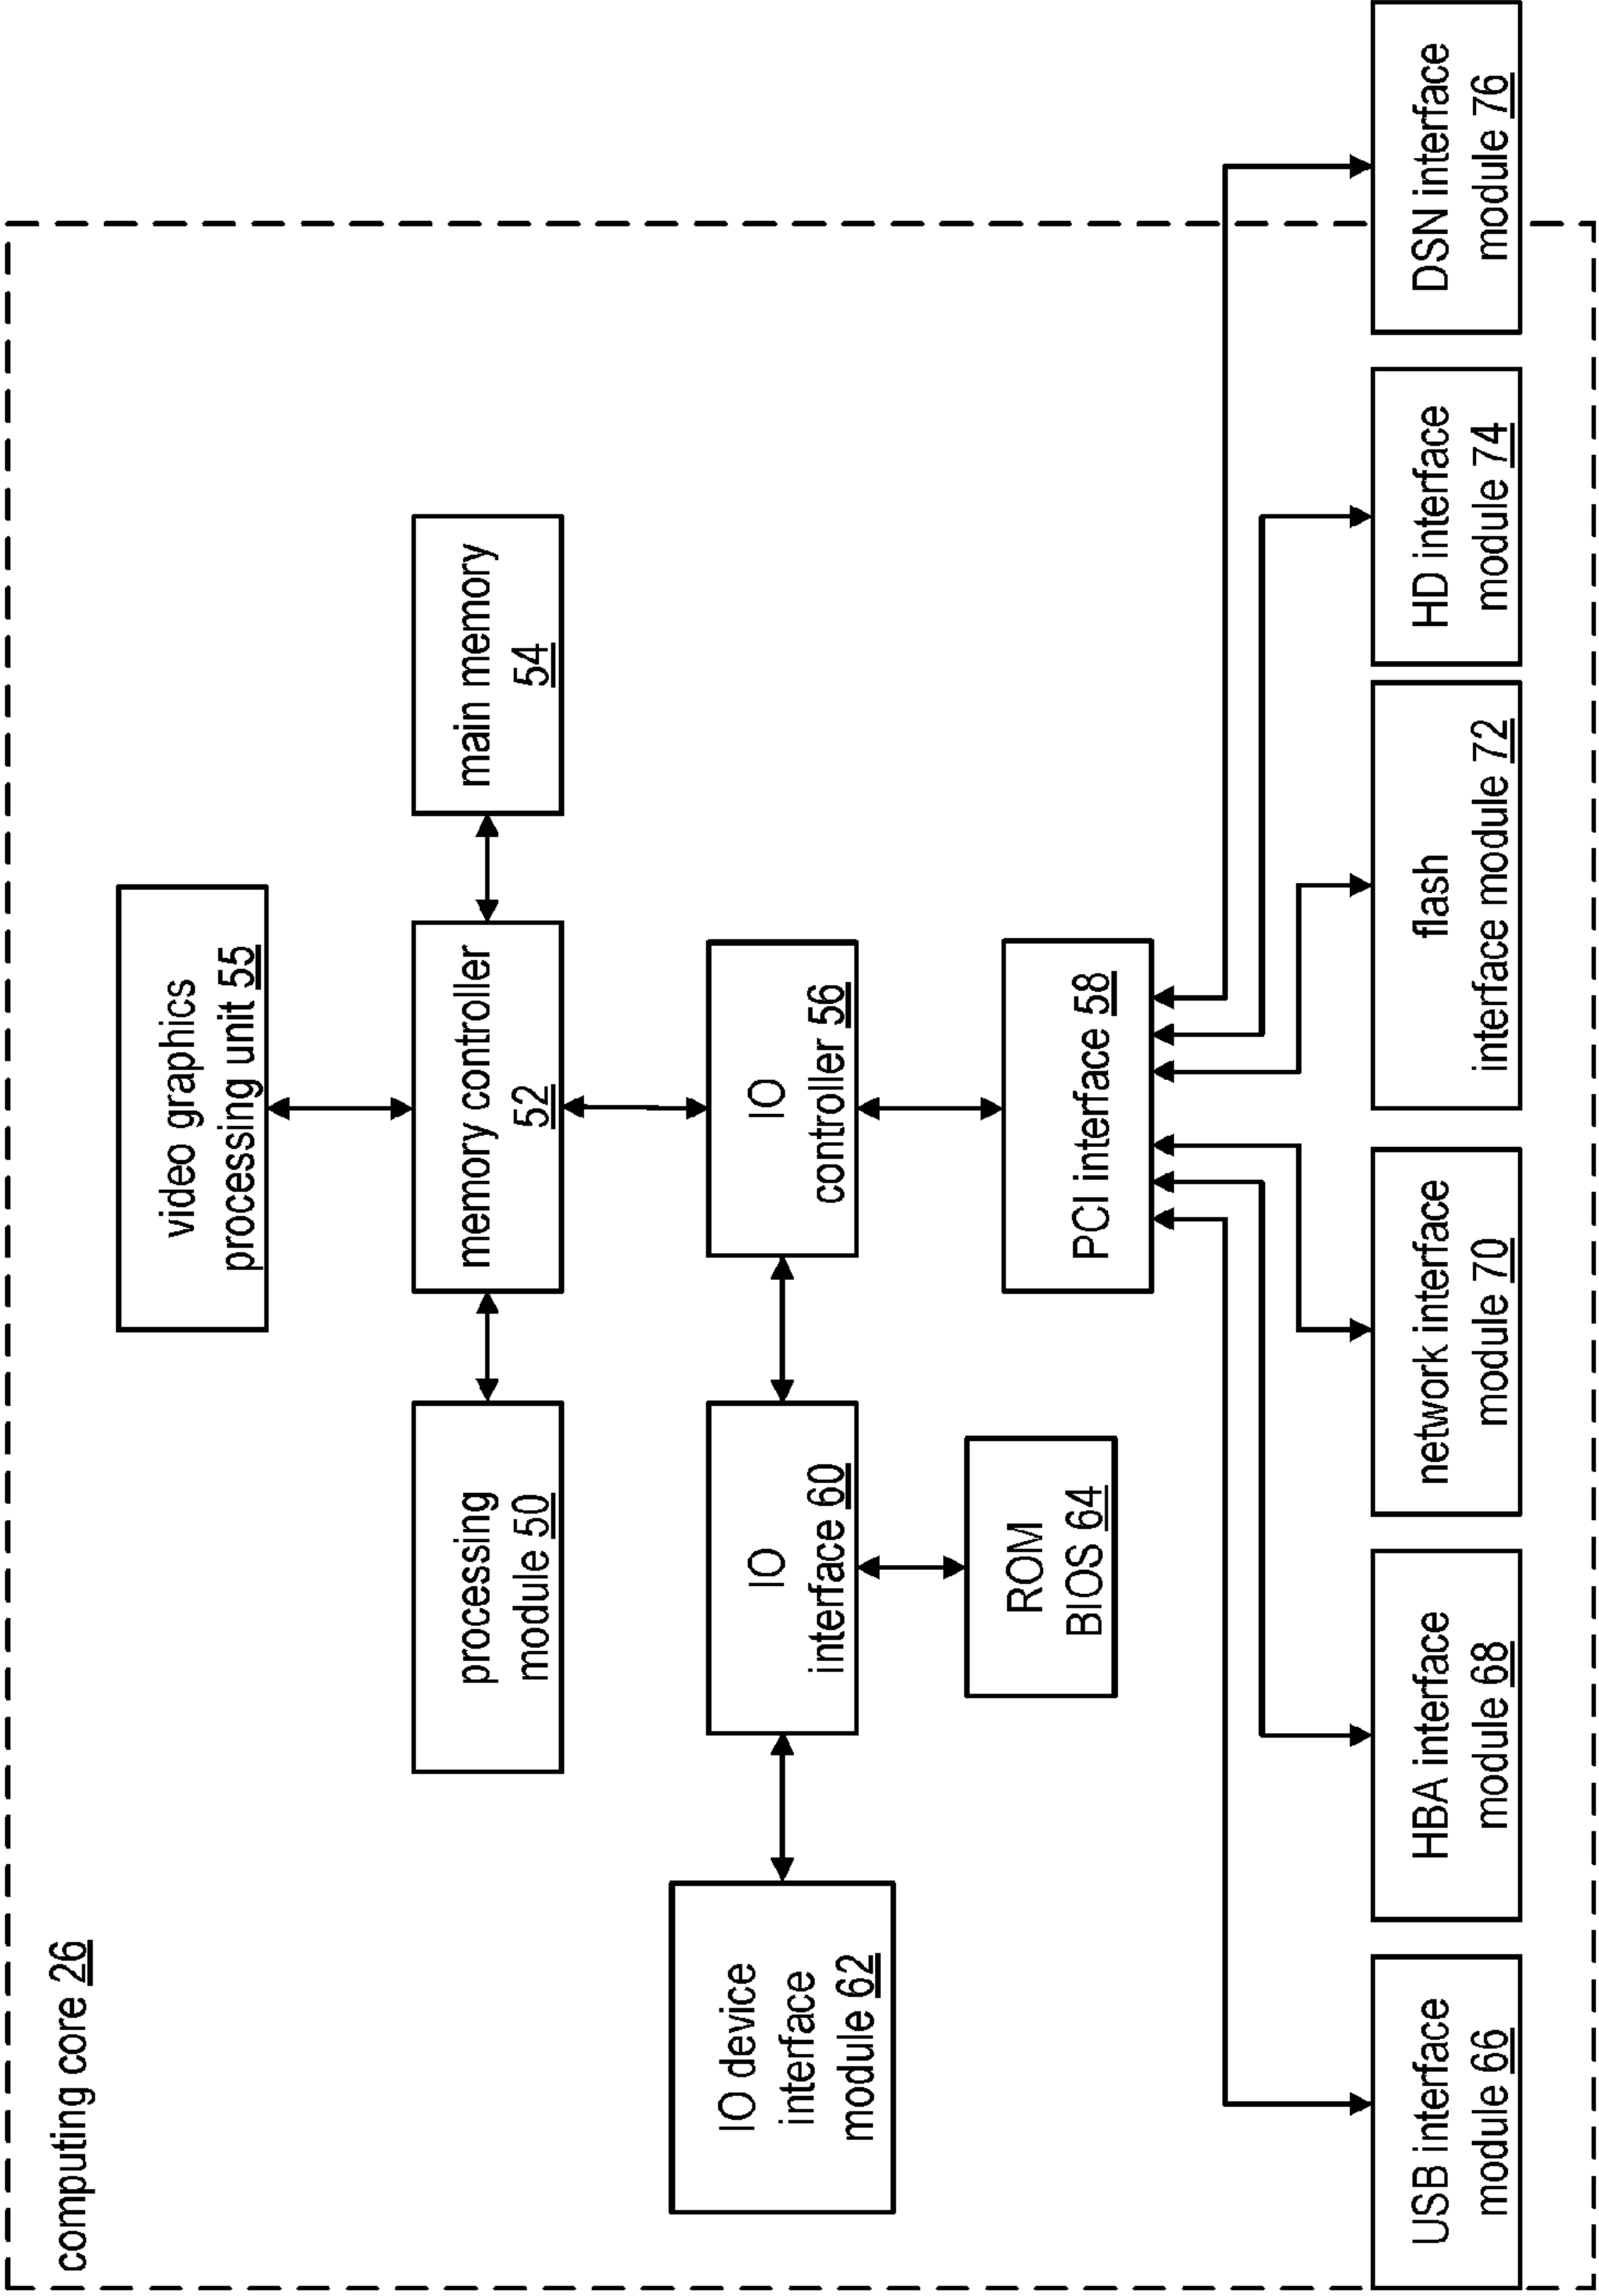 computing core 26
video graphics
processing unit 55
processing
module 50
memory controller
52
main memory
54
IO device
interface
module 62
IO
interface 60
IO
controller 56
ROM
BIOS 64
PCI interface 58
USB interface
module 66
HBA interface
module 68
network interface
module 70
flash
interface module 72
HD interface
module 74
DSN interface
module 76